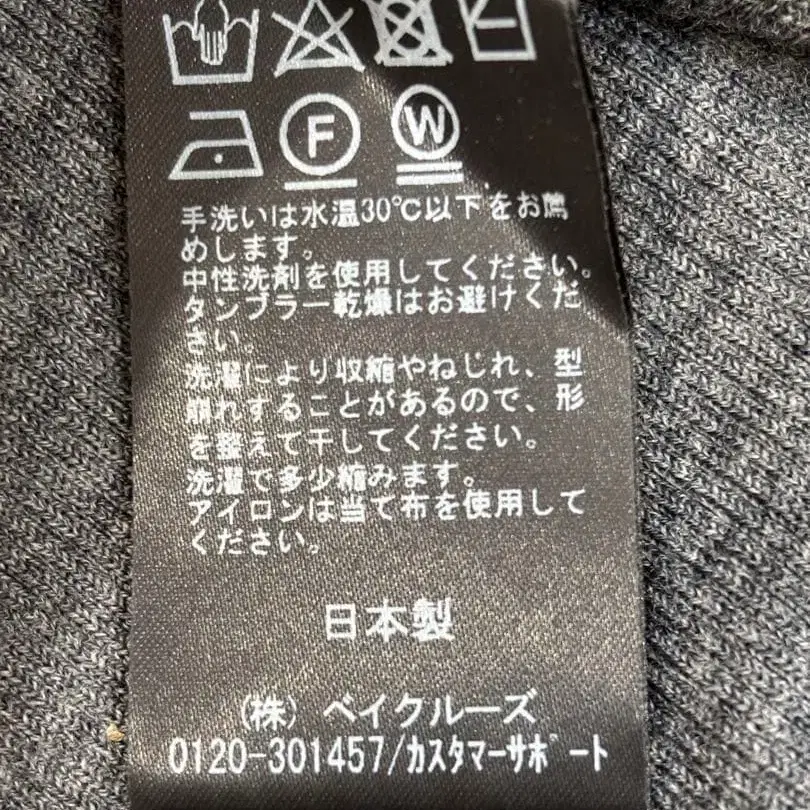 F W
手洗いは水温30℃以下をお薦
めします。
中性洗剤を使用してください。
タンブラー乾燥はお避けくだ
さい。
洗濯により収縮やねじれ、型
崩れすることがあるので、形
を整えて干してください。
洗濯で多少縮みます。
アイロンは当て布を使用して
ください。
日本製
(株) ベイクルーズ
0120-301457/カスタマーサポート